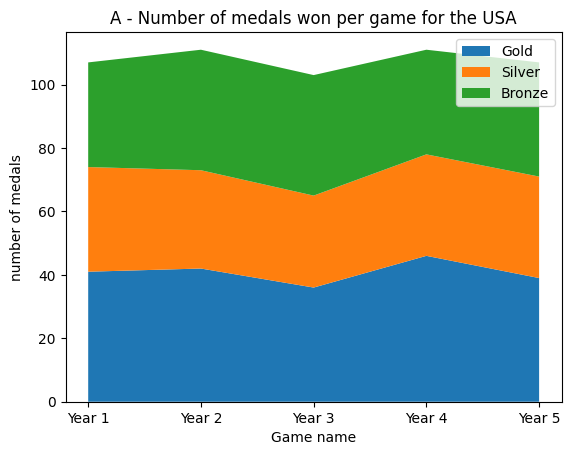 A - Number of medals won per game for the USA
Gold
Silver
Bronze
number of medals
100
80
60
40
20
0
Year 1 Year 2 Year 3 Year 4 Year 5
Game name